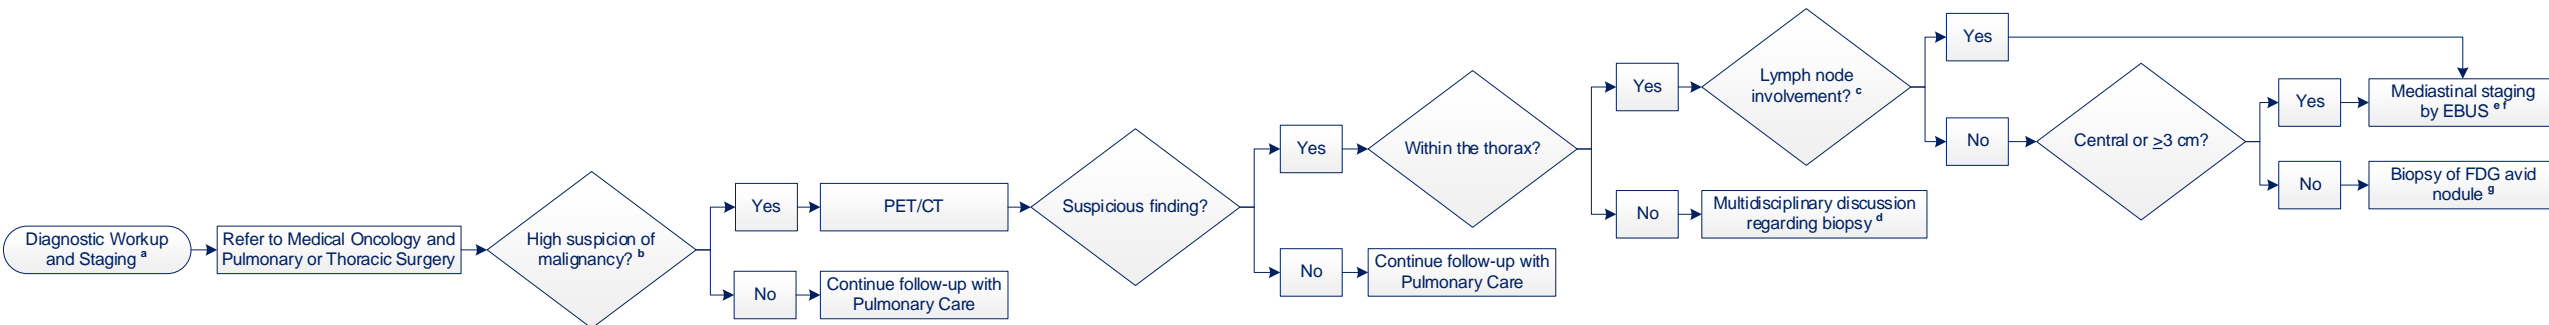 Diagnostic Workup
and Staging a
Refer to Medical Oncology and
Pulmonary or Thoracic Surgery
High suspicion of
malignancy? b
Yes
PET/CT
No
Continue follow-up with
Pulmonary Care
Suspicious finding?
Yes
Within the thorax?
No
Continue follow-up with
Pulmonary Care
Yes
Lymph node
involvement? c
No
Multidisciplinary discussion
regarding biopsy d
Yes
No
Central or ≥3 cm?
Yes
Mediastinal staging
by EBUS e f
No
Biopsy of FDG avid
nodule g